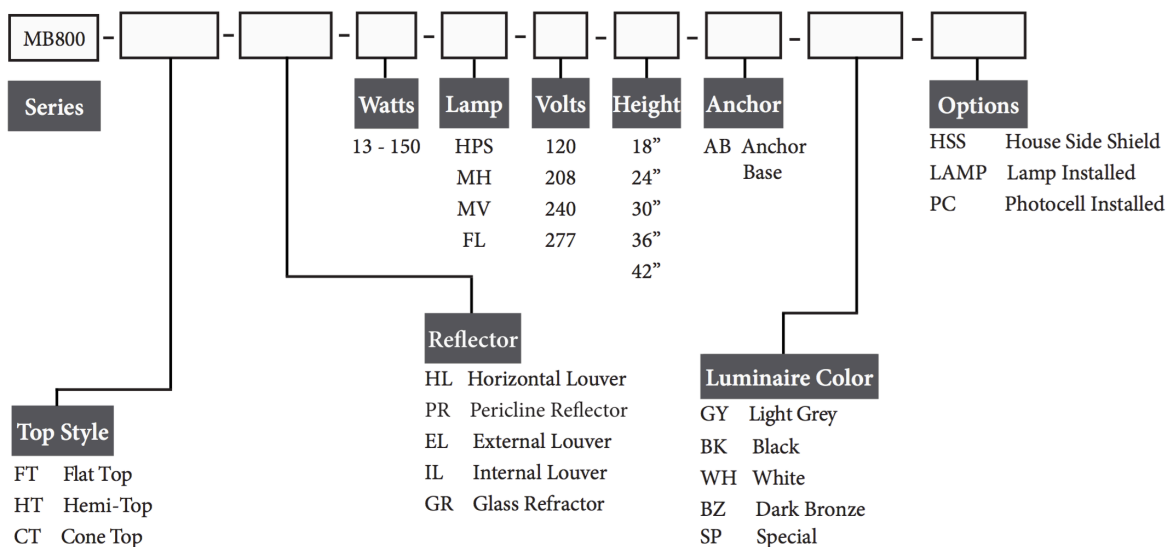 MB800 - - - - - - - - -
Series
Watts
13 - 150
Lamp
HPS
MH
MV
FL
Volts
120
208
240
277
Height
18”
24”
30”
36”
42”
Anchor
AB Anchor
Base
Options
HSS House Side Shield
LAMP Lamp Installed
PC Photocell Installed
Reflector
HL Horizontal Louver
PR Pericline Reflector
EL External Louver
IL Internal Louver
GR Glass Refractor
Luminaire Color
GY Light Grey
BK Black
WH White
BZ Dark Bronze
SP Special
Top Style
FT Flat Top
HT Hemi-Top
CT Cone Top